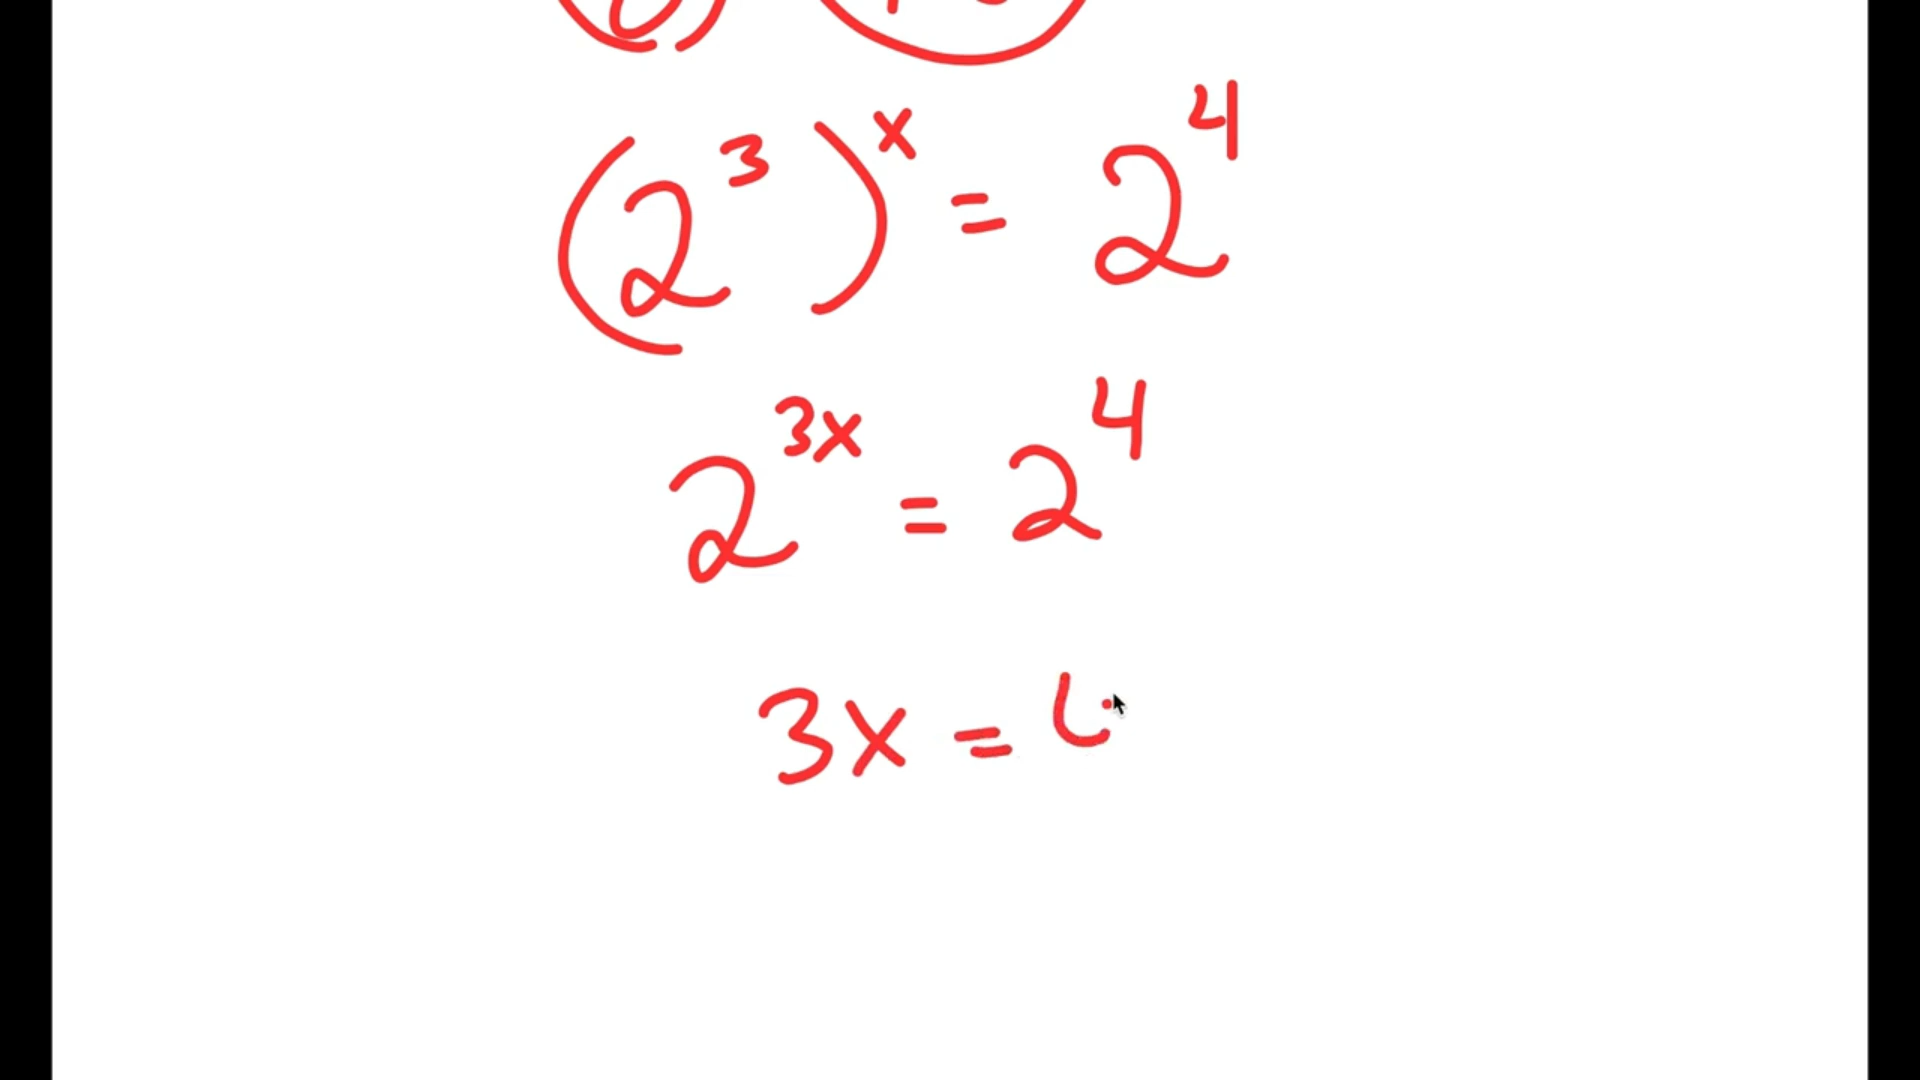 (2³)ˣ = 2⁴
2³ˣ = 2⁴
3x =